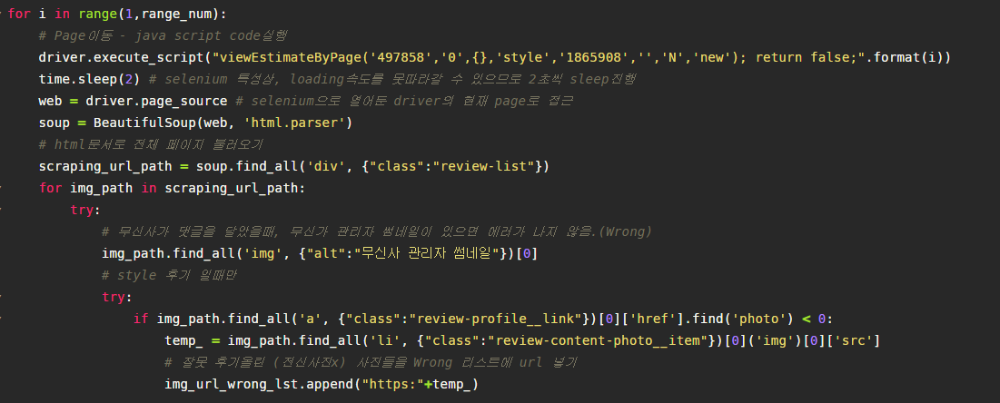 for i in range(1,range_num):
# Page이동 - java script code실행
driver.execute_script("viewEstimateByPage('497858','0',{},'style','1865908','','N','new'); return false;".format(i))
time.sleep(2) # selenium 특성상, loading속도를 못따라갈 수 있으므로 2초씩 sleep진행
web = driver.page_source # selenium으로 열어둔 driver의 현재 page로 접근
soup = BeautifulSoup(web, 'html.parser')
# html문서로 전체 페이지 불러오기
scraping_url_path = soup.find_all('div', {"class":"review-list"})
for img_path in scraping_url_path:
try:
# 무신사가 댓글을 달았을때, 무신가 관리자 썸네일이 있으면 에러가 나지 않음.(Wrong)
img_path.find_all('img', {"alt":"무신사 관리자 썸네일"})[0]
# style 후기 일때만
try:
if img_path.find_all('a', {"class":"review-profile__link"})[0]['href'].find('photo') < 0:
temp_ = img_path.find_all('li', {"class":"review-content-photo__item"})[0]('img')[0]['src']
# 잘못 후기올린 (전신사진x) 사진들을 Wrong 리스트에 url 넣기
img_url_wrong_lst.append("https:"+temp_)